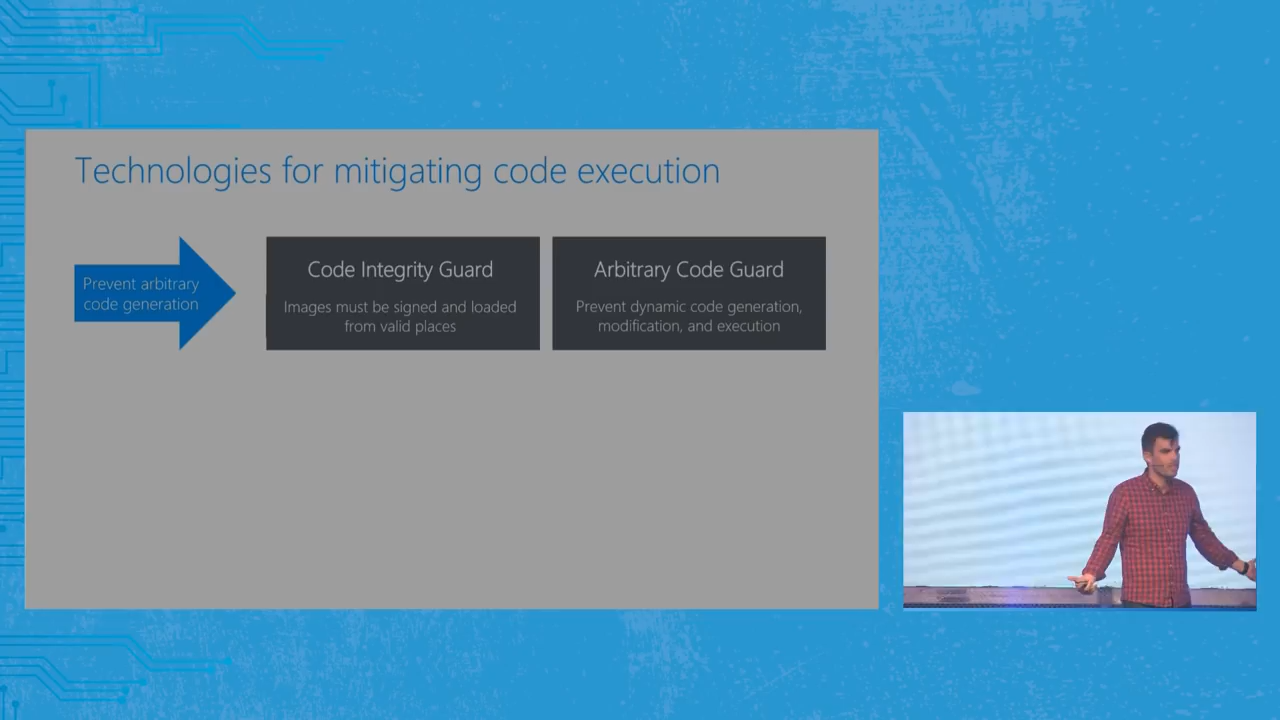 Technologies for mitigating code execution
Prevent arbitrary
code generation
Code Integrity Guard
Images must be signed and loaded
from valid places
Arbitrary Code Guard
Prevent dynamic code generation,
modification, and execution